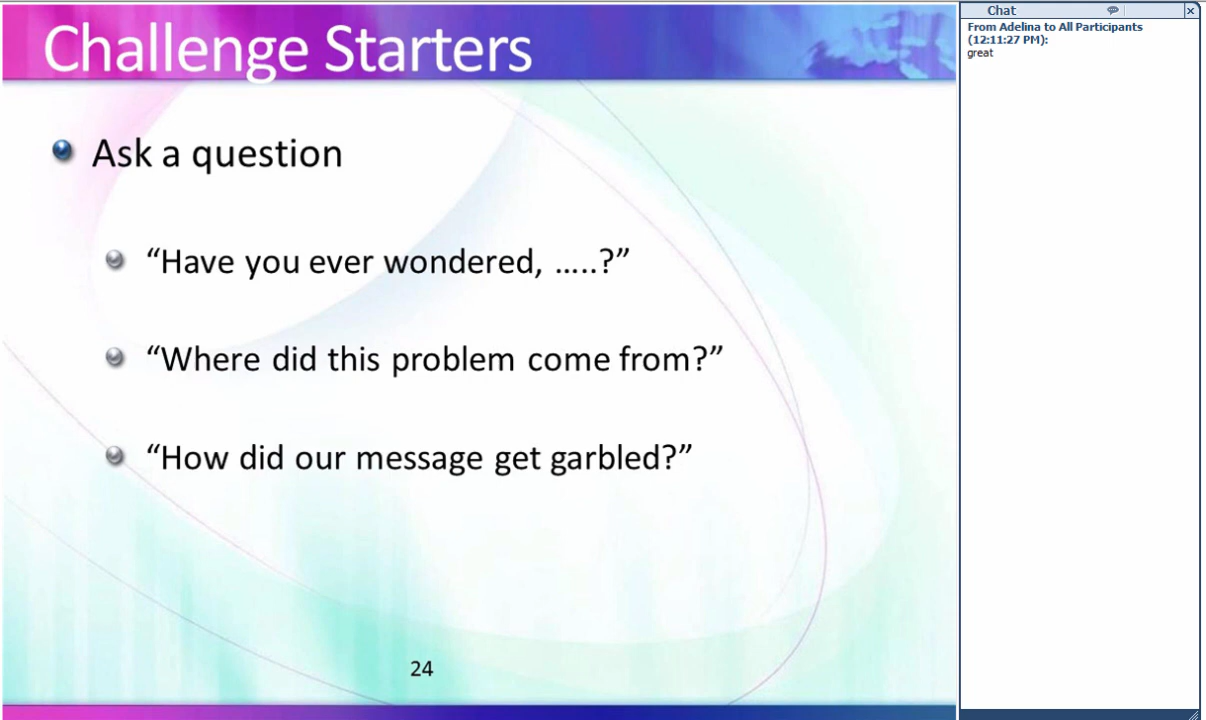 Challenge Starters
Ask a question
“Have you ever wondered, .....?”
“Where did this problem come from?”
“How did our message get garbled?”
24
Chat
From Adelina to All Participants
(12:11:27 PM):
great